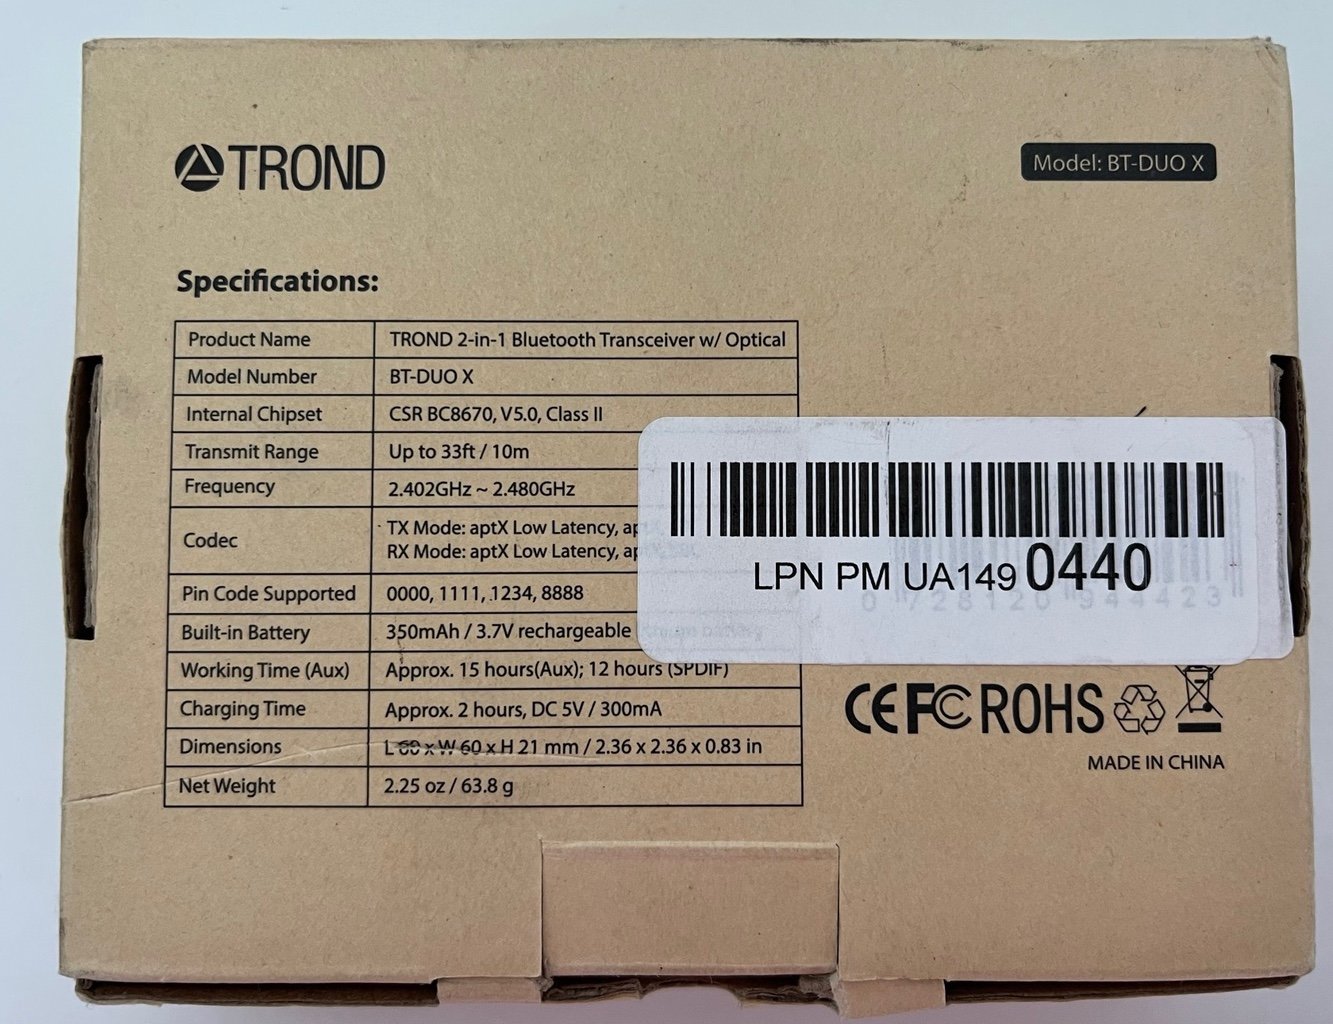 TROND
Model: BT-DUO X
Specifications:
Product Name TROND 2-in-1 Bluetooth Transceiver w/ Optical
Model Number BT-DUO X
Internal Chipset CSR BC8670, V5.0, Class II
Transmit Range Up to 33ft / 10m
Frequency 2.402GHz ~ 2.480GHz
Codec TX Mode: aptX Low Latency,
RX Mode: aptX Low Latency,
Pin Code Supported 0000, 1111, 1234, 8888
Built-in Battery 350mAh / 3.7V rechargeable
Working Time (Aux) Approx. 15 hours(Aux); 12 hours (SPDIF)
Charging Time Approx. 2 hours, DC 5V / 300mA
Dimensions L 60 x W 60 x H 21 mm / 2.36 x 2.36 x 0.83 in
Net Weight 2.25 oz / 63.8 g
LPN PM UA149 0440
CE FC ROHS
MADE IN CHINA